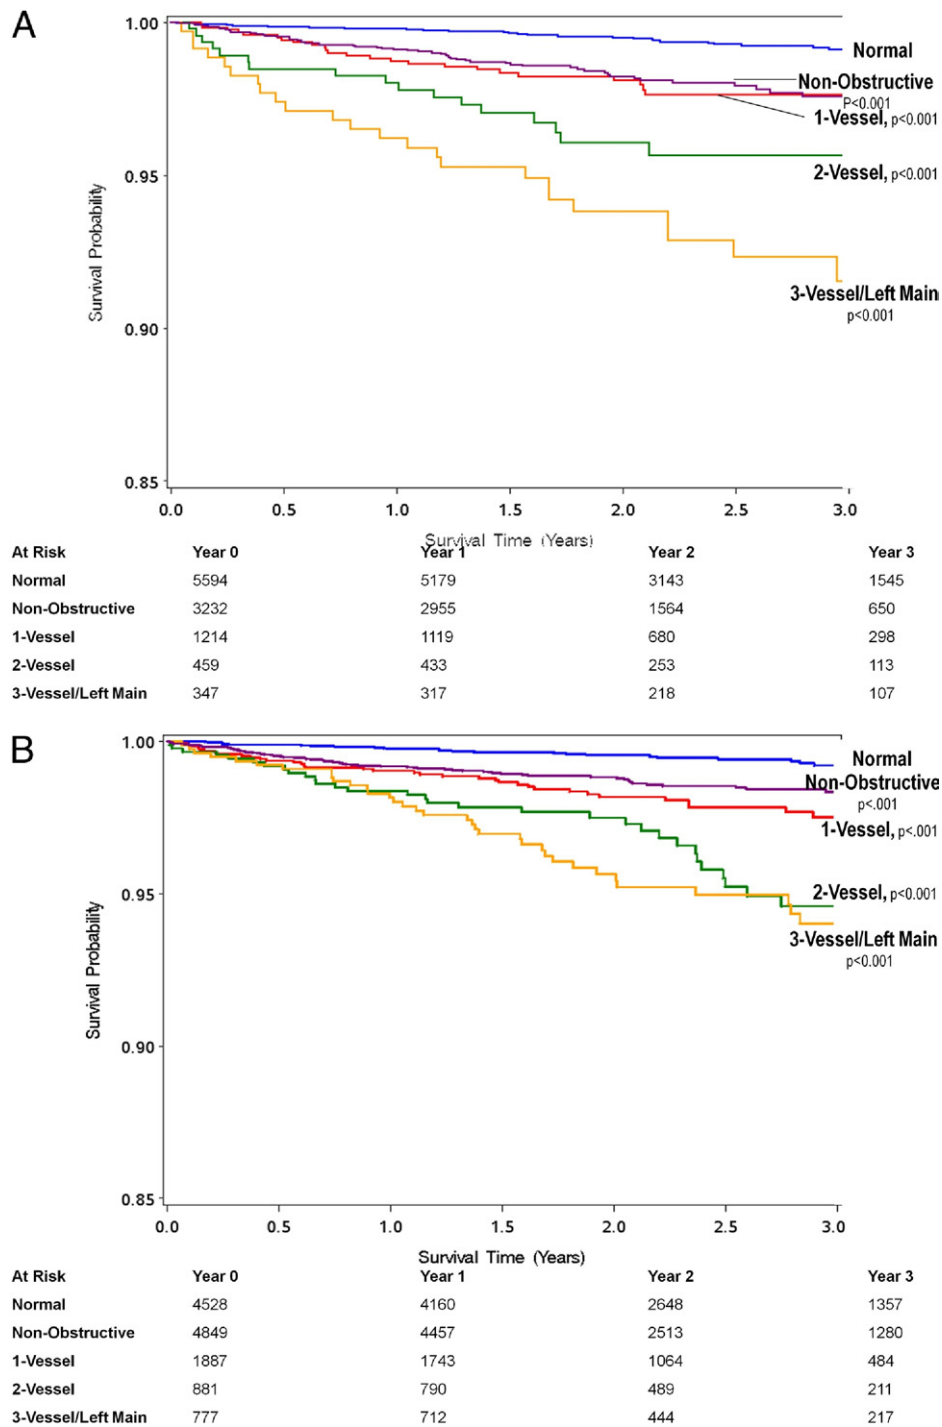 A
1.00
Normal
Non-Obstructive
P<0.001
1-Vessel, p<0.001
2-Vessel, p<0.001
0.95
Survival Probability
3-Vessel/Left Main
p<0.001
0.90
0.85
0.0 0.5 1.0 1.5 2.0 2.5 3.0
Survival Time (Years)
At Risk Year 0 Year 1 Year 2 Year 3
Normal 5594 5179 3143 1545
Non-Obstructive 3232 2955 1564 650
1-Vessel 1214 1119 680 298
2-Vessel 459 433 253 113
3-Vessel/Left Main 347 317 218 107
B
1.00
Normal
Non-Obstructive
p<.001
1-Vessel, p<.001
0.95
2-Vessel, p<0.001
3-Vessel/Left Main
p<0.001
Survival Probability
0.90
0.85
0.0 0.5 1.0 1.5 2.0 2.5 3.0
Survival Time (Years)
At Risk Year 0 Year 1 Year 2 Year 3
Normal 4528 4160 2648 1357
Non-Obstructive 4849 4457 2513 1280
1-Vessel 1887 1743 1064 484
2-Vessel 881 790 489 211
3-Vessel/Left Main 777 712 444 217